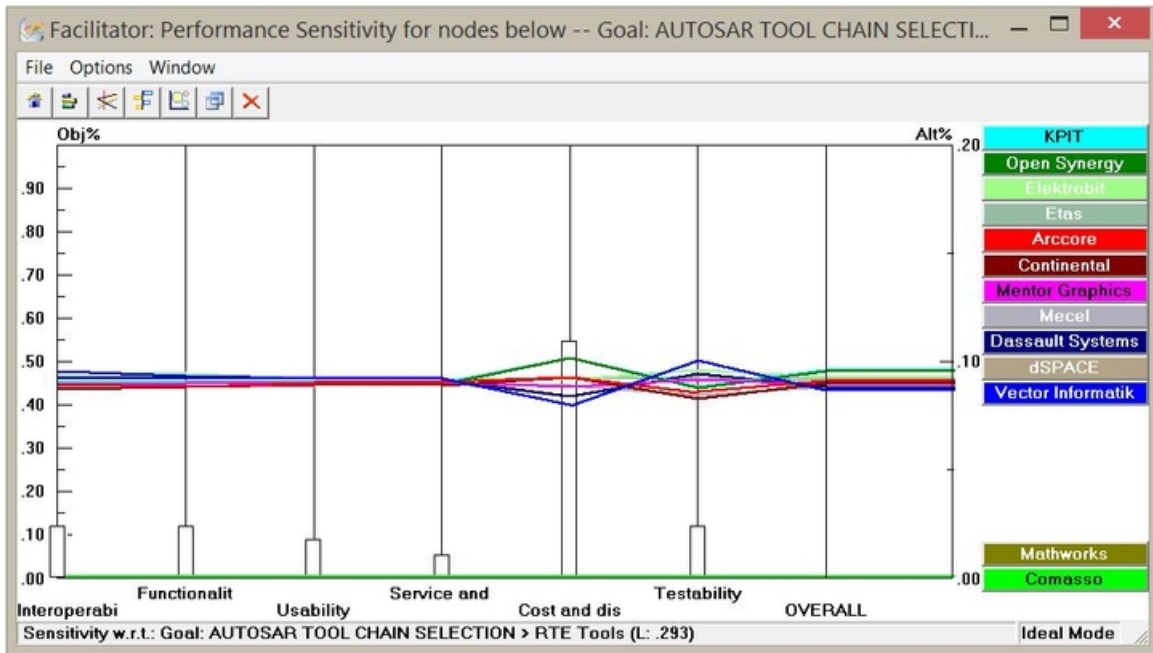 Facilitator: Performance Sensitivity for nodes below -- Goal: AUTOSAR TOOL CHAIN SELECTI...
File Options Window
Obj% Alt%
.90
.80
.70
.60
.50
.40
.30
.20
.10
.00
.20
.10
.00
KPIT
Open Synergy
Elektrobit
Etas
Arccore
Continental
Mentor Graphics
Mecel
Dassault Systems
dSPACE
Vector Informatik
Mathworks
Comasso
Functionalit Service and Testability
Interoperabi Usability Cost and dis OVERALL
Sensitivity w.r.t.: Goal: AUTOSAR TOOL CHAIN SELECTION > RTE Tools (L: .293) Ideal Mode